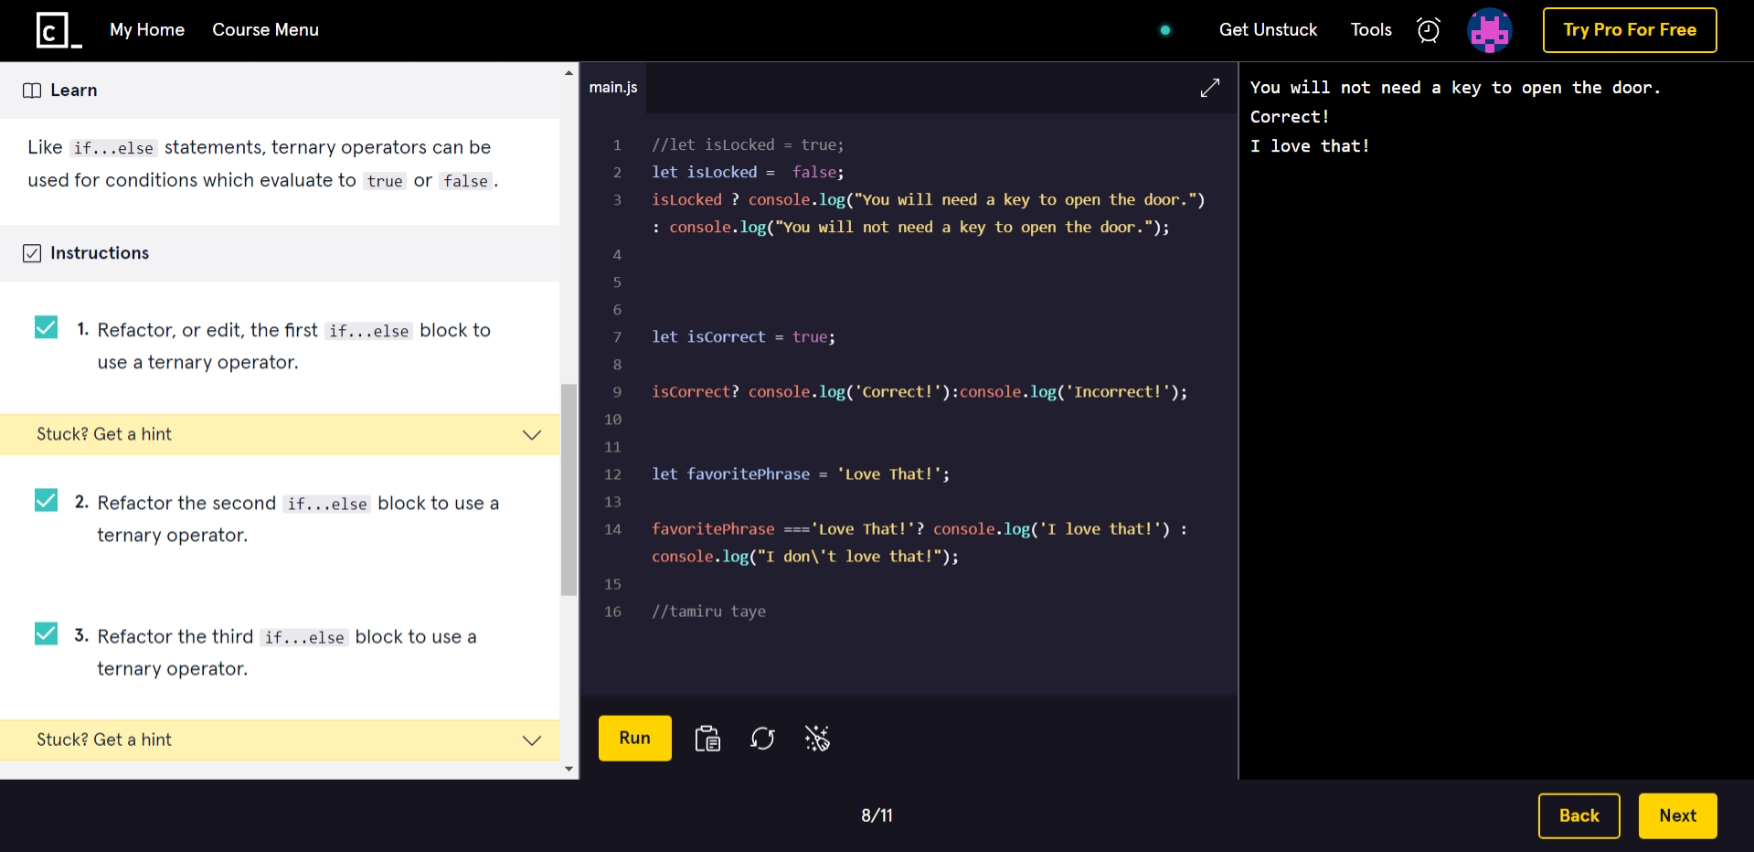 c_
My Home
Course Menu
Get Unstuck
Tools
Try Pro For Free
Learn
Like if...else statements, ternary operators can be
used for conditions which evaluate to true or false.
Instructions
1. Refactor, or edit, the first if...else block to
use a ternary operator.
Stuck? Get a hint
2. Refactor the second if...else block to use a
ternary operator.
3. Refactor the third if...else block to use a
ternary operator.
Stuck? Get a hint
main.js
1 //let isLocked = true;
2 let isLocked =  false;
3 isLocked ? console.log("You will need a key to open the door.")
: console.log("You will not need a key to open the door.");
4
5
6
7 let isCorrect = true;
8
9 isCorrect? console.log('Correct!'):console.log('Incorrect!');
10
11
12 let favoritePhrase = 'Love That!';
13
14 favoritePhrase ==='Love That!'? console.log('I love that!') :
console.log("I don\'t love that!");
15
16 //tamiru taye
Run
You will not need a key to open the door.
Correct!
I love that!
8/11
Back
Next